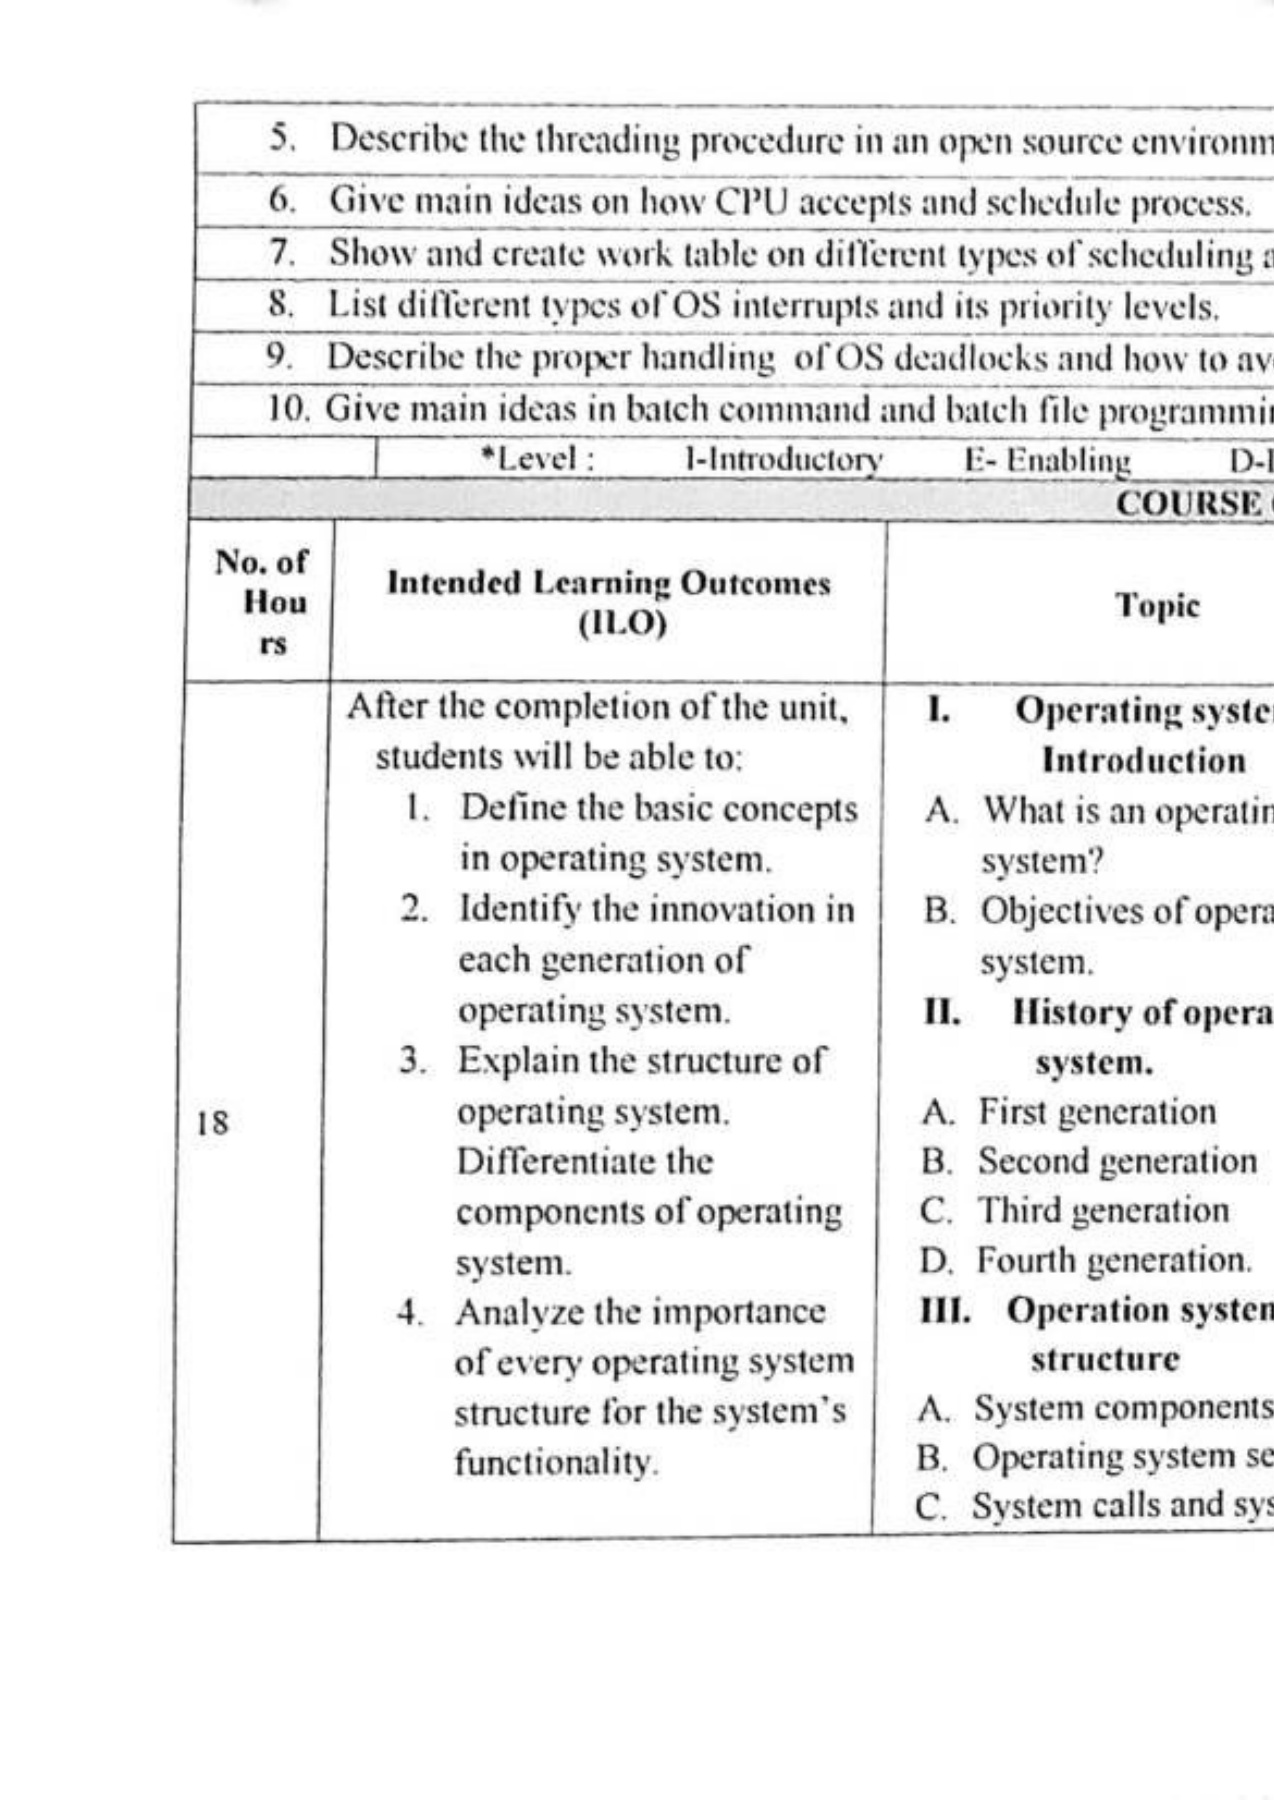 5. Describe the threading procedure in an open source environm
6. Give main ideas on how CPU accepts and schedule process.
7. Show and create work table on different types of scheduling a
8. List different types of OS interrupts and its priority levels.
9. Describe the proper handling of OS deadlocks and how to av
10. Give main ideas in batch command and batch file programmi
*Level : I-Introductory E- Enabling D-
COURSE
No. of
Hou
rs
Intended Learning Outcomes
(ILO)
Topic
18
After the completion of the unit,
students will be able to:
1. Define the basic concepts
in operating system.
2. Identify the innovation in
each generation of
operating system.
3. Explain the structure of
operating system.
Differentiate the
components of operating
system.
4. Analyze the importance
of every operating system
structure for the system's
functionality.
I. Operating syste
Introduction
A. What is an operatin
system?
B. Objectives of opera
system.
II. History of opera
system.
A. First generation
B. Second generation
C. Third generation
D. Fourth generation.
III. Operation system
structure
A. System components
B. Operating system se
C. System calls and sys